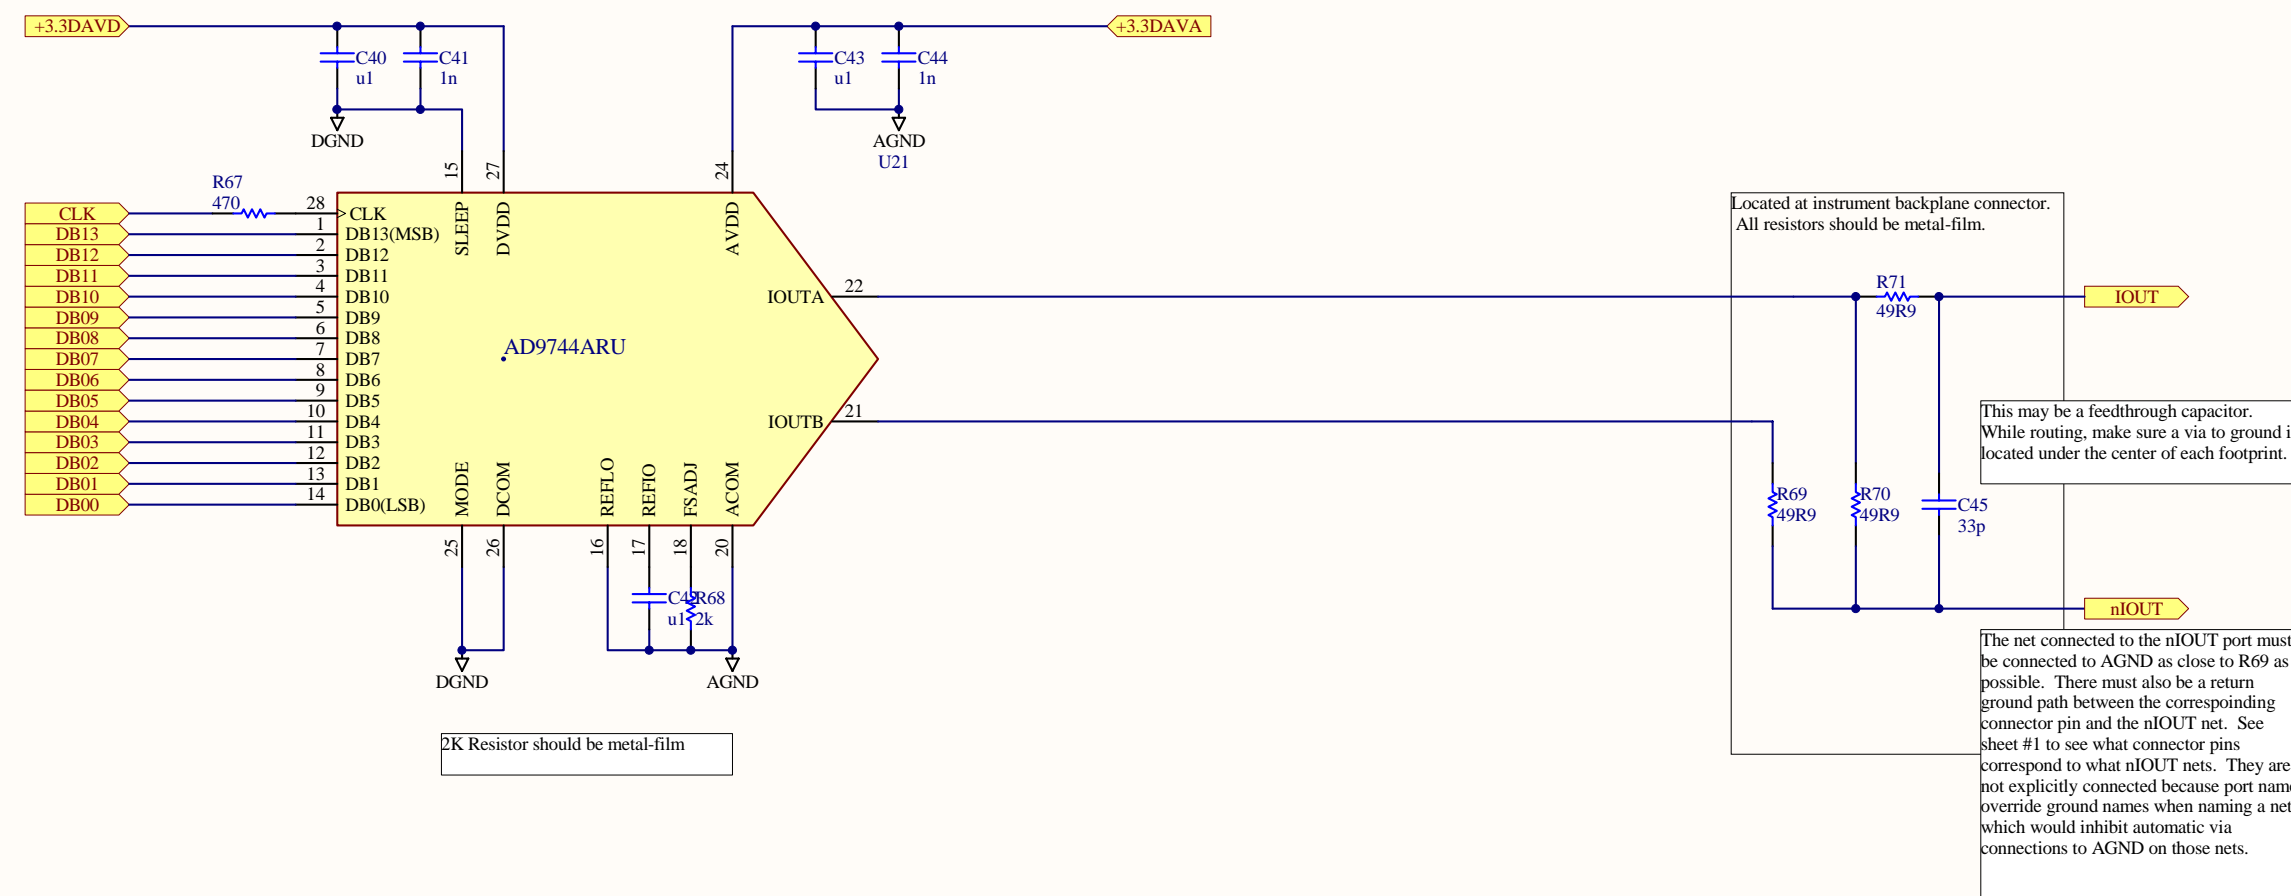 +3.3DAVD
+3.3DAVA
C40
u1
C41
1n
C43
u1
C44
1n
DGND
AGND
U21
15
27
24
R67
470
28
CLK
CLK
SLEEP
DVDD
AVDD
DB13
1
DB13(MSB)
DB12
2
DB12
DB11
3
DB11
DB10
4
DB10
DB09
5
DB9
DB08
6
DB8
DB07
7
DB7
DB06
8
DB6
DB05
9
DB5
DB04
10
DB4
DB03
11
DB3
DB02
12
DB2
DB01
13
DB1
DB00
14
DB0(LSB)
AD9744ARU
IOUTA
22
IOUTB
21
MODE
DCOM
REFLO
REFIO
FSADJ
ACOM
25
26
16
17
18
20
u1
R68
2k
DGND
AGND
2K Resistor should be metal-film
Located at instrument backplane connector.
All resistors should be metal-film.
R71
49R9
IOUT
This may be a feedthrough capacitor.
While routing, make sure a via to ground i
located under the center of each footprint.
R69
49R9
R70
49R9
C45
33p
nIOUT
The net connected to the nIOUT port must
be connected to AGND as close to R69 as
possible. There must also be a return
ground path between the correspoinding
connector pin and the nIOUT net. See
sheet #1 to see what connector pins
correspond to what nIOUT nets. They are
not explicitly connected because port name
override ground names when naming a net
which would inhibit automatic via
connections to AGND on those nets.